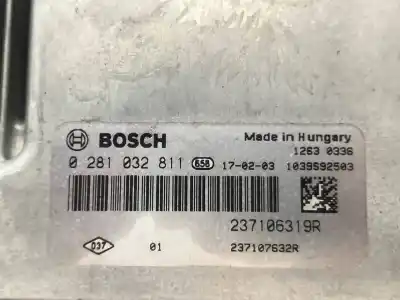 BOSCH
Made in Hungary
1263 0336
0 281 032 811 658 17-02-03 1039S92503
237106319R
037 01 237107632R